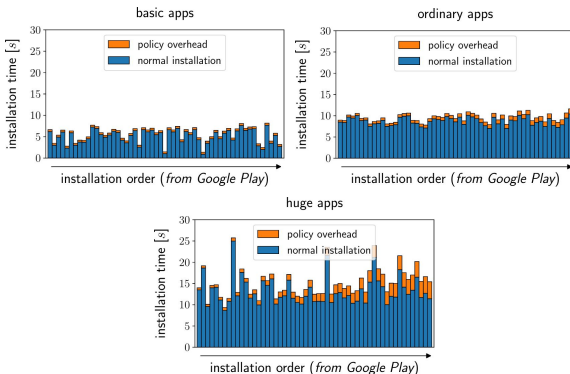 basic apps
installation time [s]
30
25
20
15
10
5
0
policy overhead
normal installation
installation order (from Google Play)
ordinary apps
installation time [s]
30
25
20
15
10
5
0
policy overhead
normal installation
installation order (from Google Play)
huge apps
installation time [s]
30
25
20
15
10
5
0
policy overhead
normal installation
installation order (from Google Play)